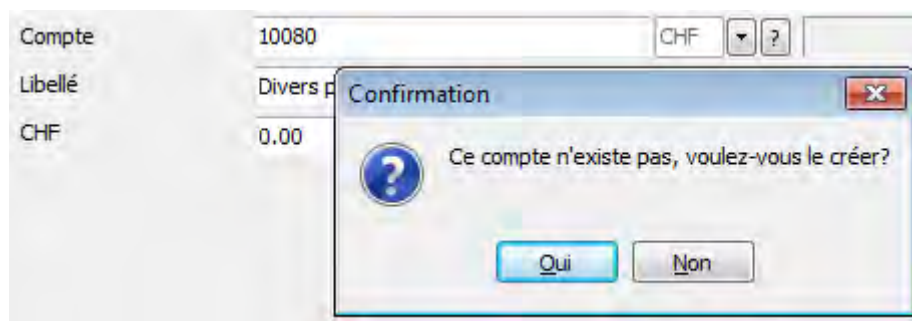 Compte 10080 CHF ?
Libellé Divers p
Confirmation
CHF 0.00
Ce compte n'existe pas, voulez-vous le créer?
Oui Non